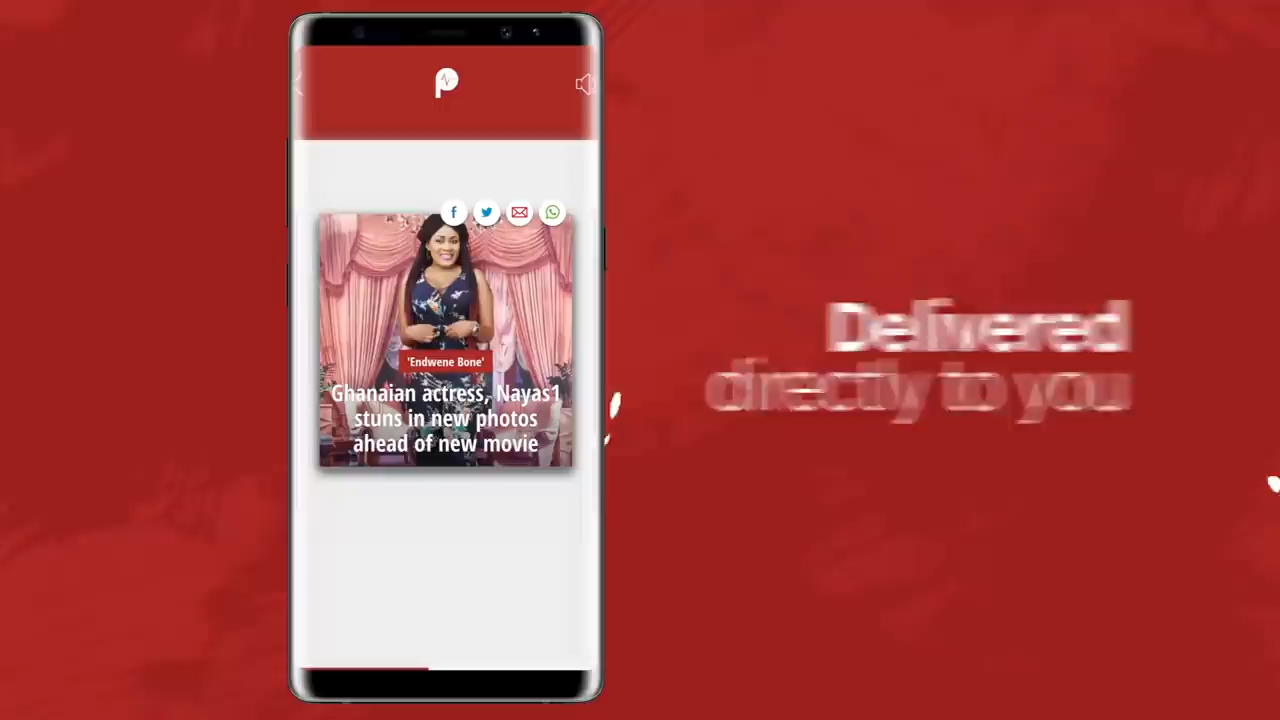 'Endwene Bone'
Ghanaian actress, Nayas1
stuns in new photos
ahead of new movie
Delivered
directly to you